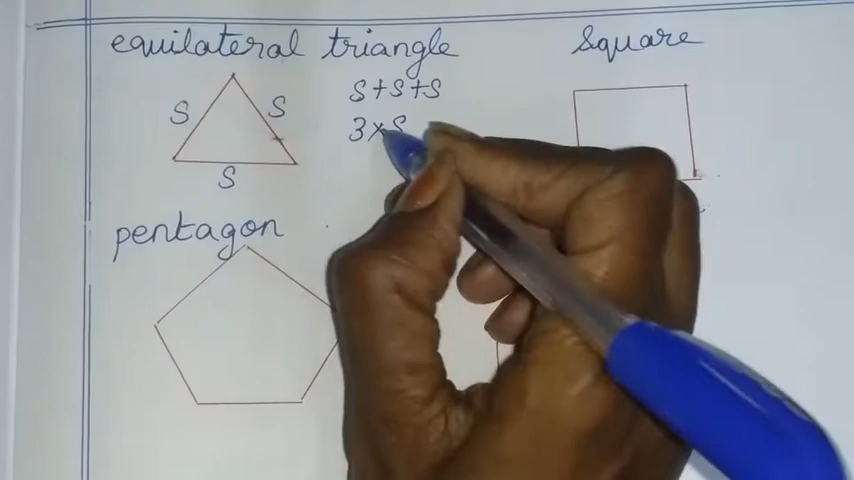 equilateral triangle
Square
S
S
S
S+S+S
3×S
pentagon